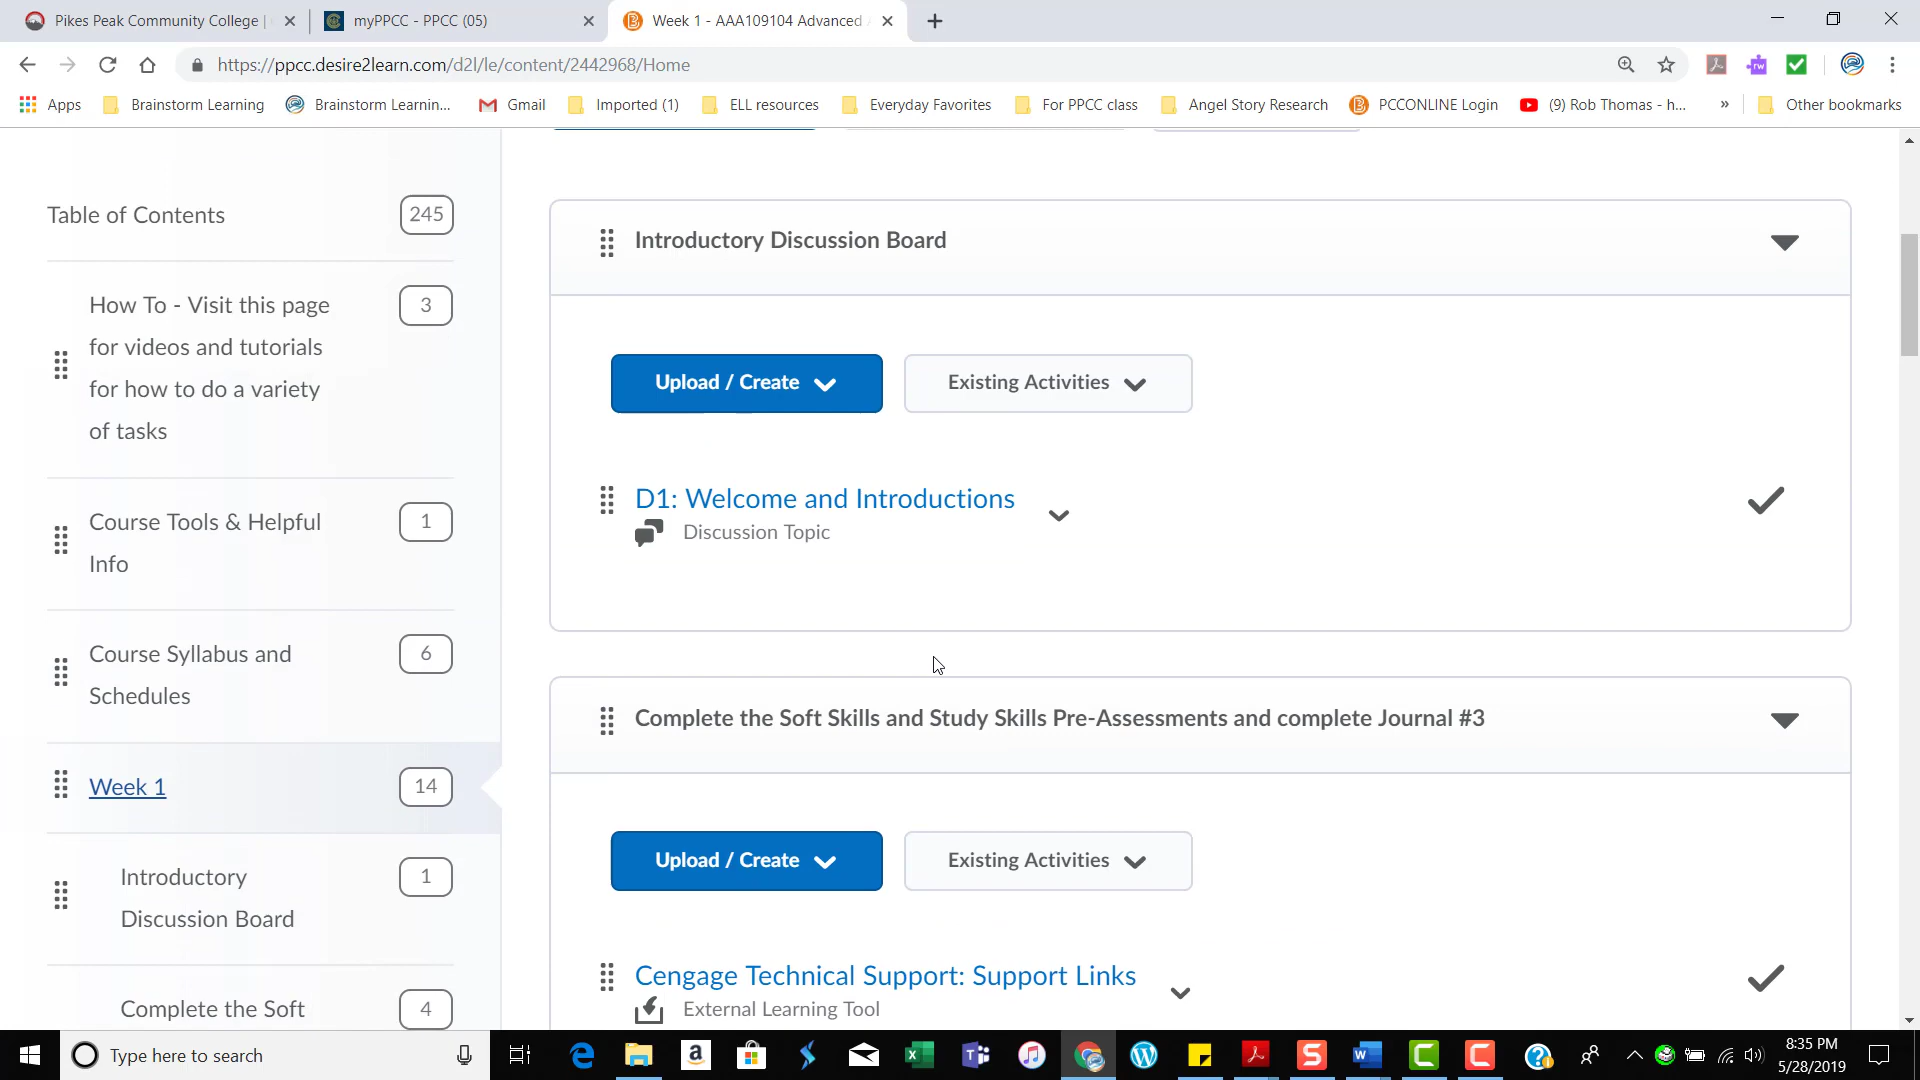 Pikes Peak Community College |
myPPCC - PPCC (05)
Week 1 - AAA109104 Advanced
https://ppcc.desire2learn.com/d2l/le/content/2442968/Home
Apps
Brainstorm Learning
Brainstorm Learnin...
Gmail
Imported (1)
ELL resources
Everyday Favorites
For PPCC class
Angel Story Research
PCCONLINE Login
(9) Rob Thomas - h...
»
Other bookmarks
Table of Contents
245
How To - Visit this page
for videos and tutorials
for how to do a variety
of tasks
3
Course Tools & Helpful
Info
1
Course Syllabus and
Schedules
6
Week 1
14
Introductory
Discussion Board
1
Complete the Soft
4
Introductory Discussion Board
Upload / Create
Existing Activities
D1: Welcome and Introductions
Discussion Topic
Complete the Soft Skills and Study Skills Pre-Assessments and complete Journal #3
Upload / Create
Existing Activities
Cengage Technical Support: Support Links
External Learning Tool
Type here to search
8:35 PM
5/28/2019